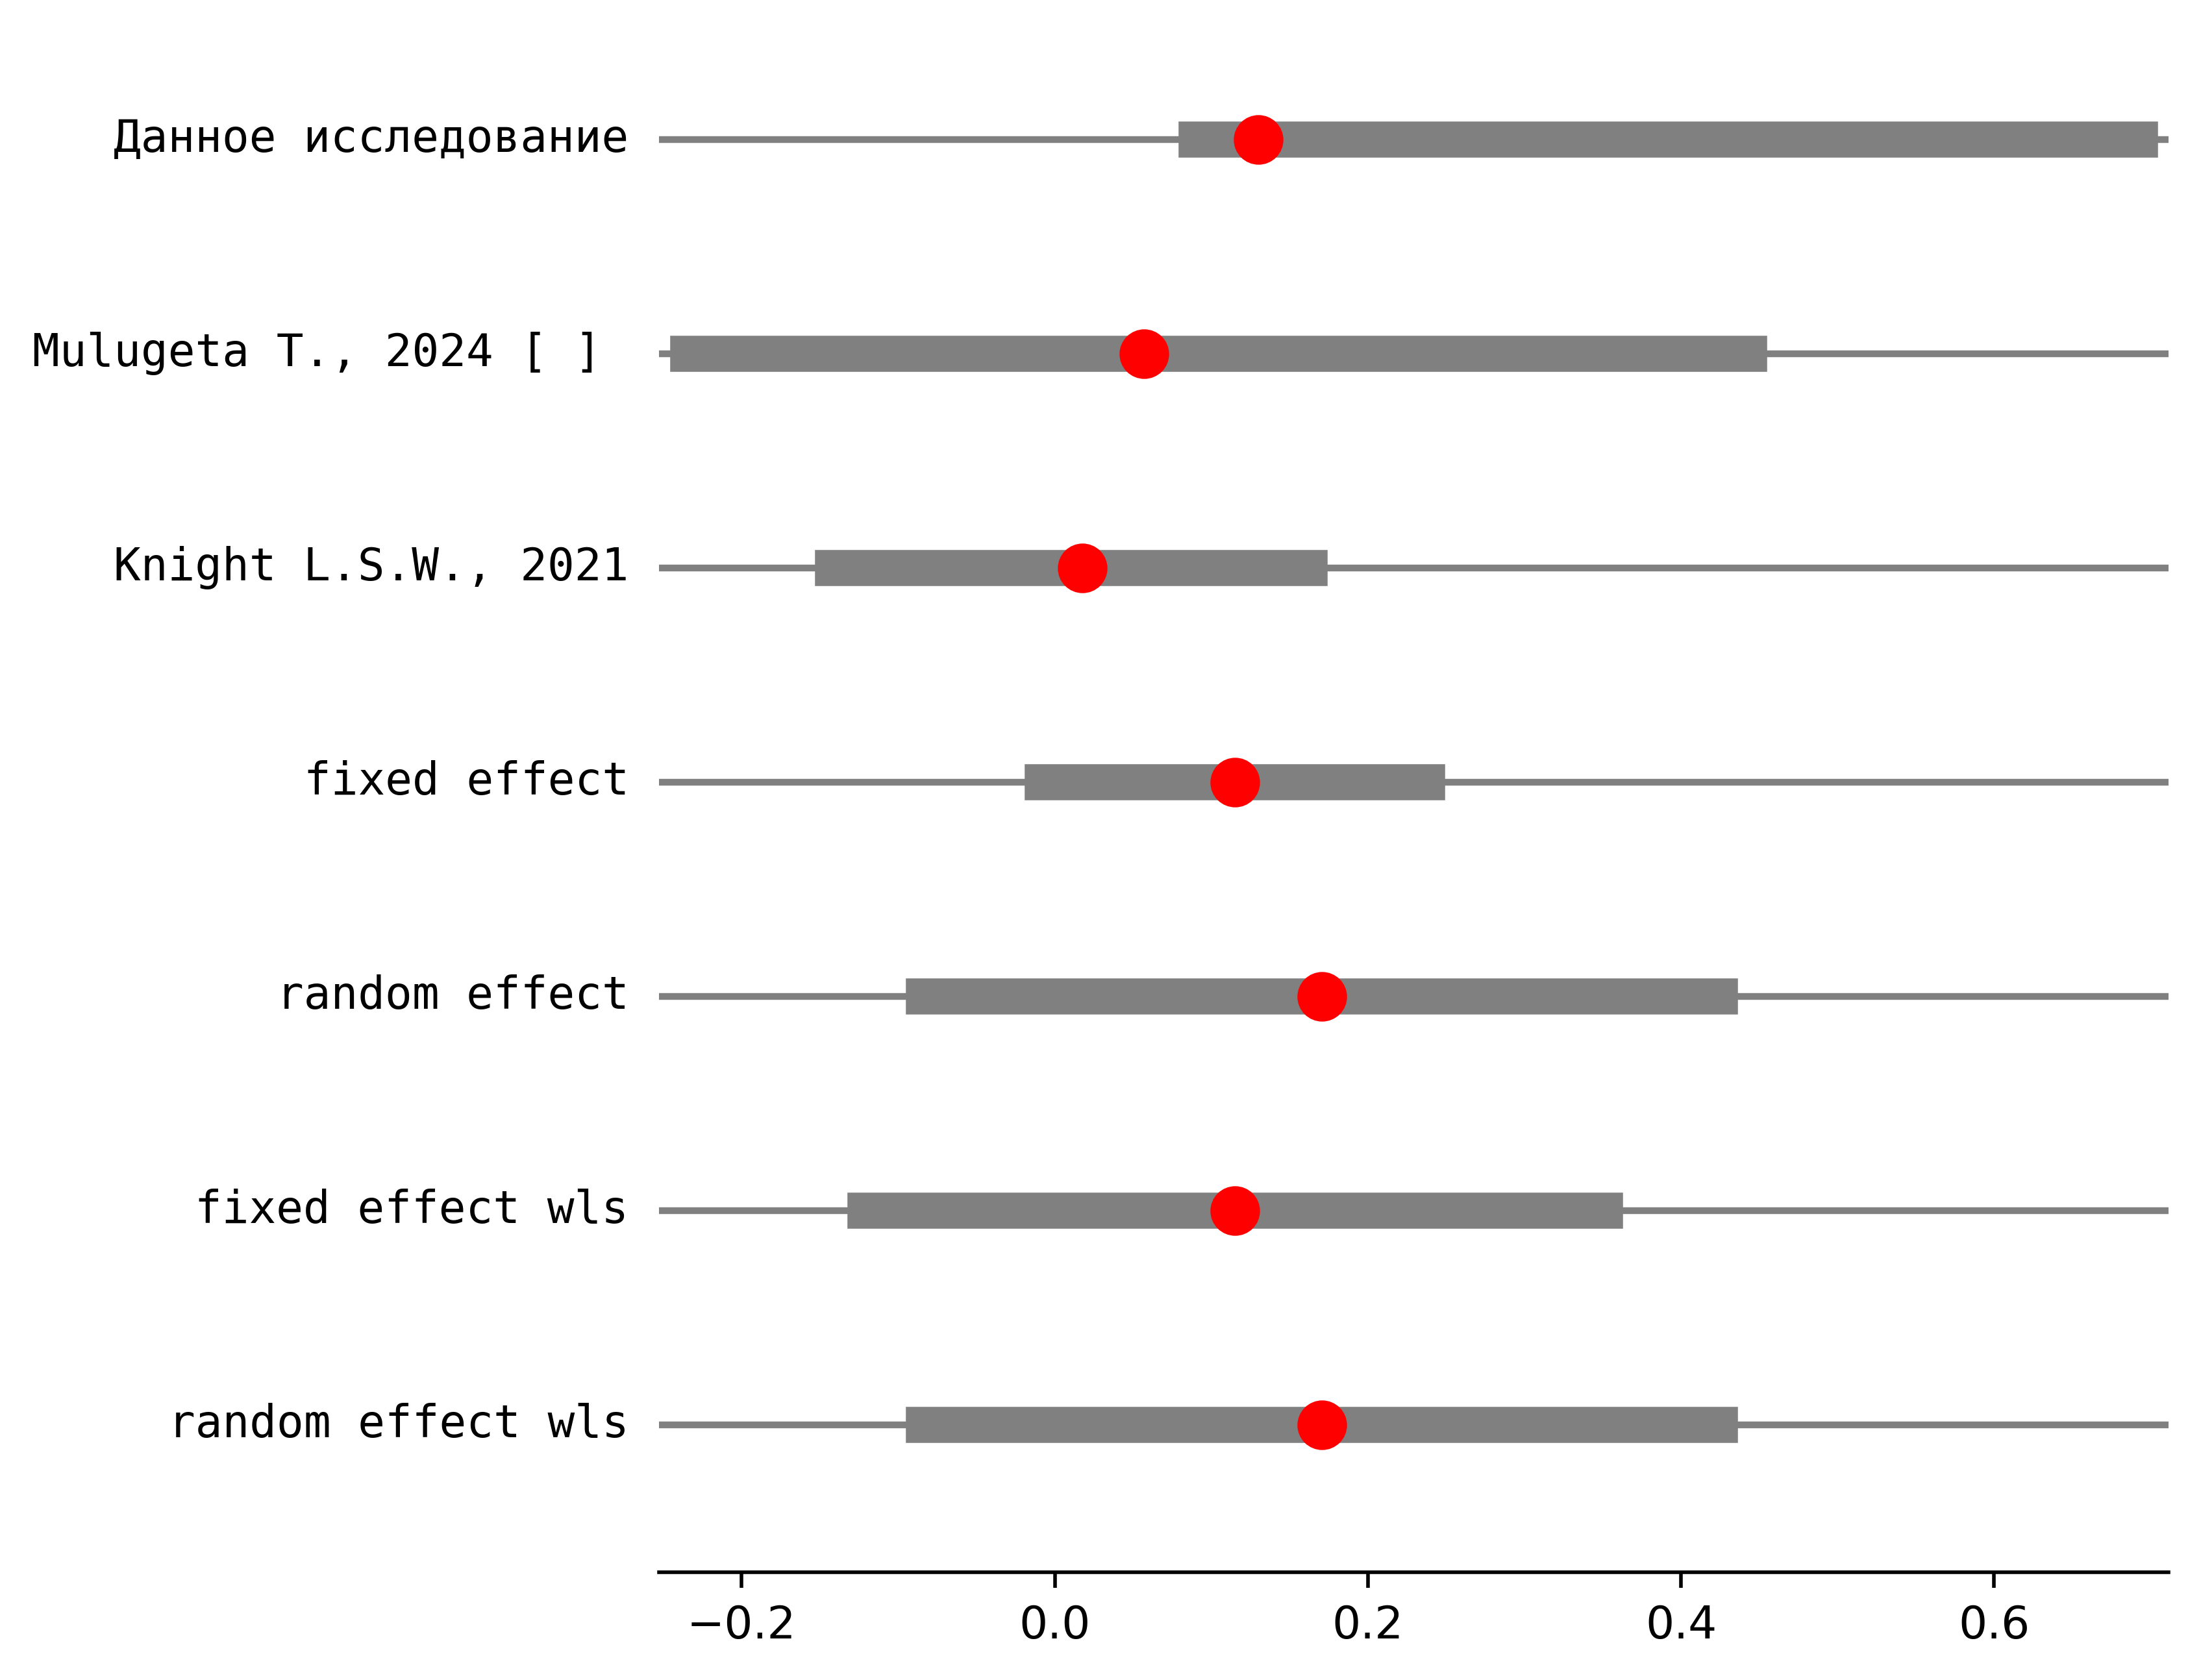 Данное исследование
Mulugeta T., 2024 [ ]
Knight L.S.W., 2021
fixed effect
random effect
fixed effect wls
random effect wls
−0.2 0.0 0.2 0.4 0.6